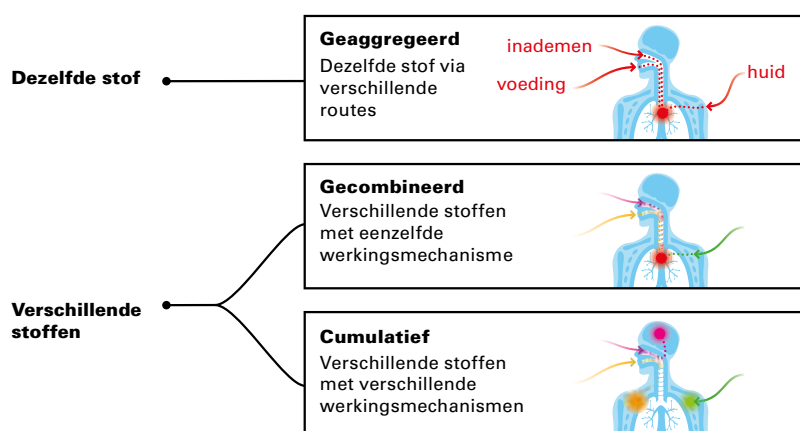 Dezelfde stof
Geaggregeerd
Dezelfde stof via
verschillende
routes
inademen
voeding
huid
Verschillende
stoffen
Gecombineerd
Verschillende stoffen
met eenzelfde
werkingsmechanisme
Cumulatief
Verschillende stoffen
met verschillende
werkingsmechanismen